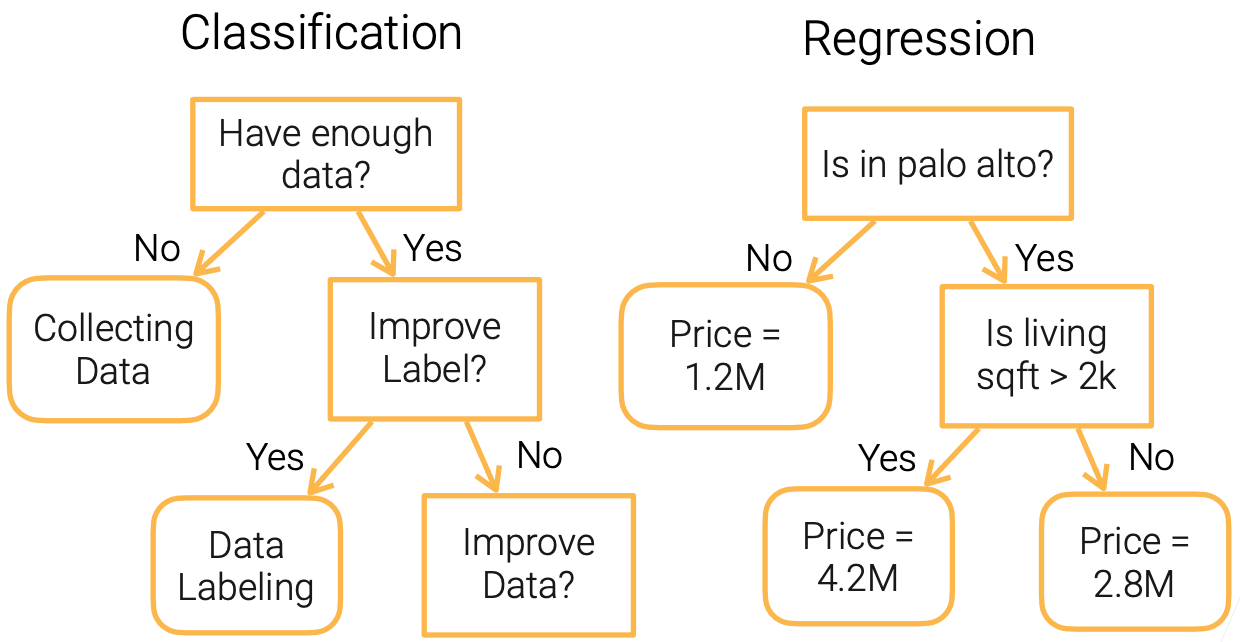 Classification
Have enough
data?
No
Yes
Collecting
Data
Improve
Label?
Yes
No
Data
Labeling
Improve
Data?
Regression
Is in palo alto?
No
Yes
Price =
1.2M
Is living
sqft > 2k
Yes
No
Price =
4.2M
Price =
2.8M